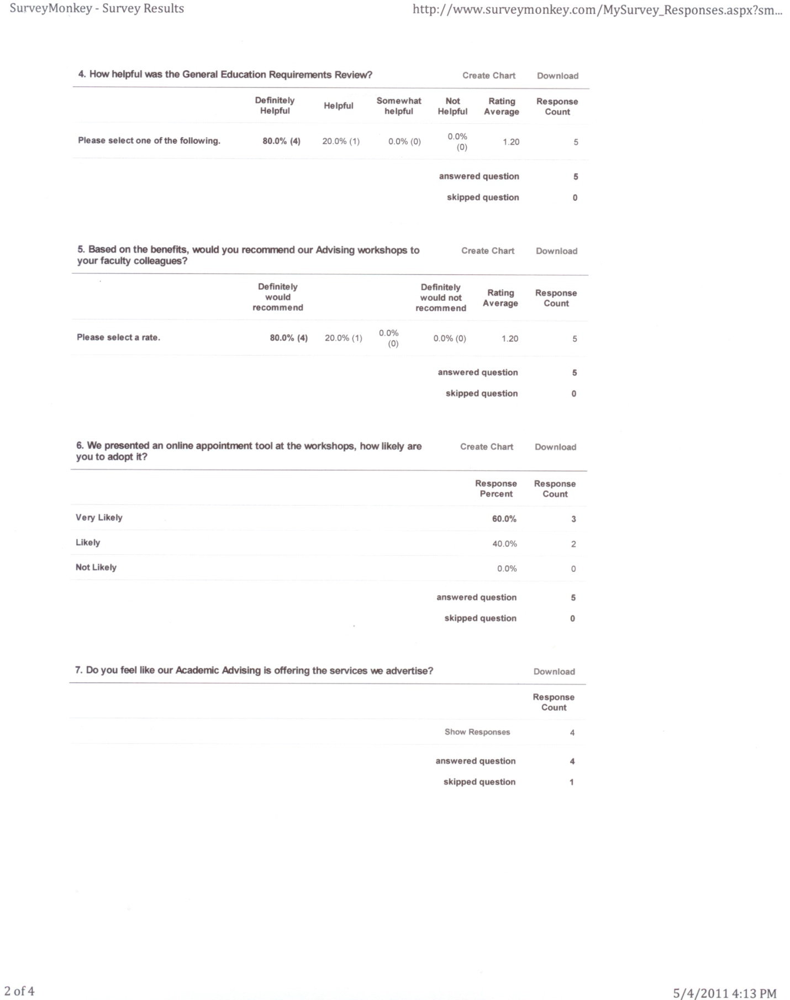 SurveyMonkey - Survey Results http://www.surveymonkey.com/MySurvey_Responses.aspx?sm...
4. How helpful was the General Education Requirements Review? Create Chart Download
Definitely Helpful Helpful Somewhat helpful Not Helpful Rating Average Response Count
Please select one of the following. 80.0% (4) 20.0% (1) 0.0% (0) 0.0% (0) 1.20 5
answered question 5
skipped question 0
5. Based on the benefits, would you recommend our Advising workshops to Create Chart Download
your faculty colleagues?
Definitely would recommend Definitely would not recommend Rating Average Response Count
Please select a rate. 80.0% (4) 20.0% (1) 0.0% (0) 0.0% (0) 1.20 5
answered question 5
skipped question 0
6. We presented an online appointment tool at the workshops, how likely are Create Chart Download
you to adopt it?
Response Percent Response Count
Very Likely 60.0% 3
Likely 40.0% 2
Not Likely 0.0% 0
answered question 5
skipped question 0
7. Do you feel like our Academic Advising is offering the services we advertise? Download
Response Count
Show Responses 4
answered question 4
skipped question 1
2 of 4 5/4/2011 4:13 PM